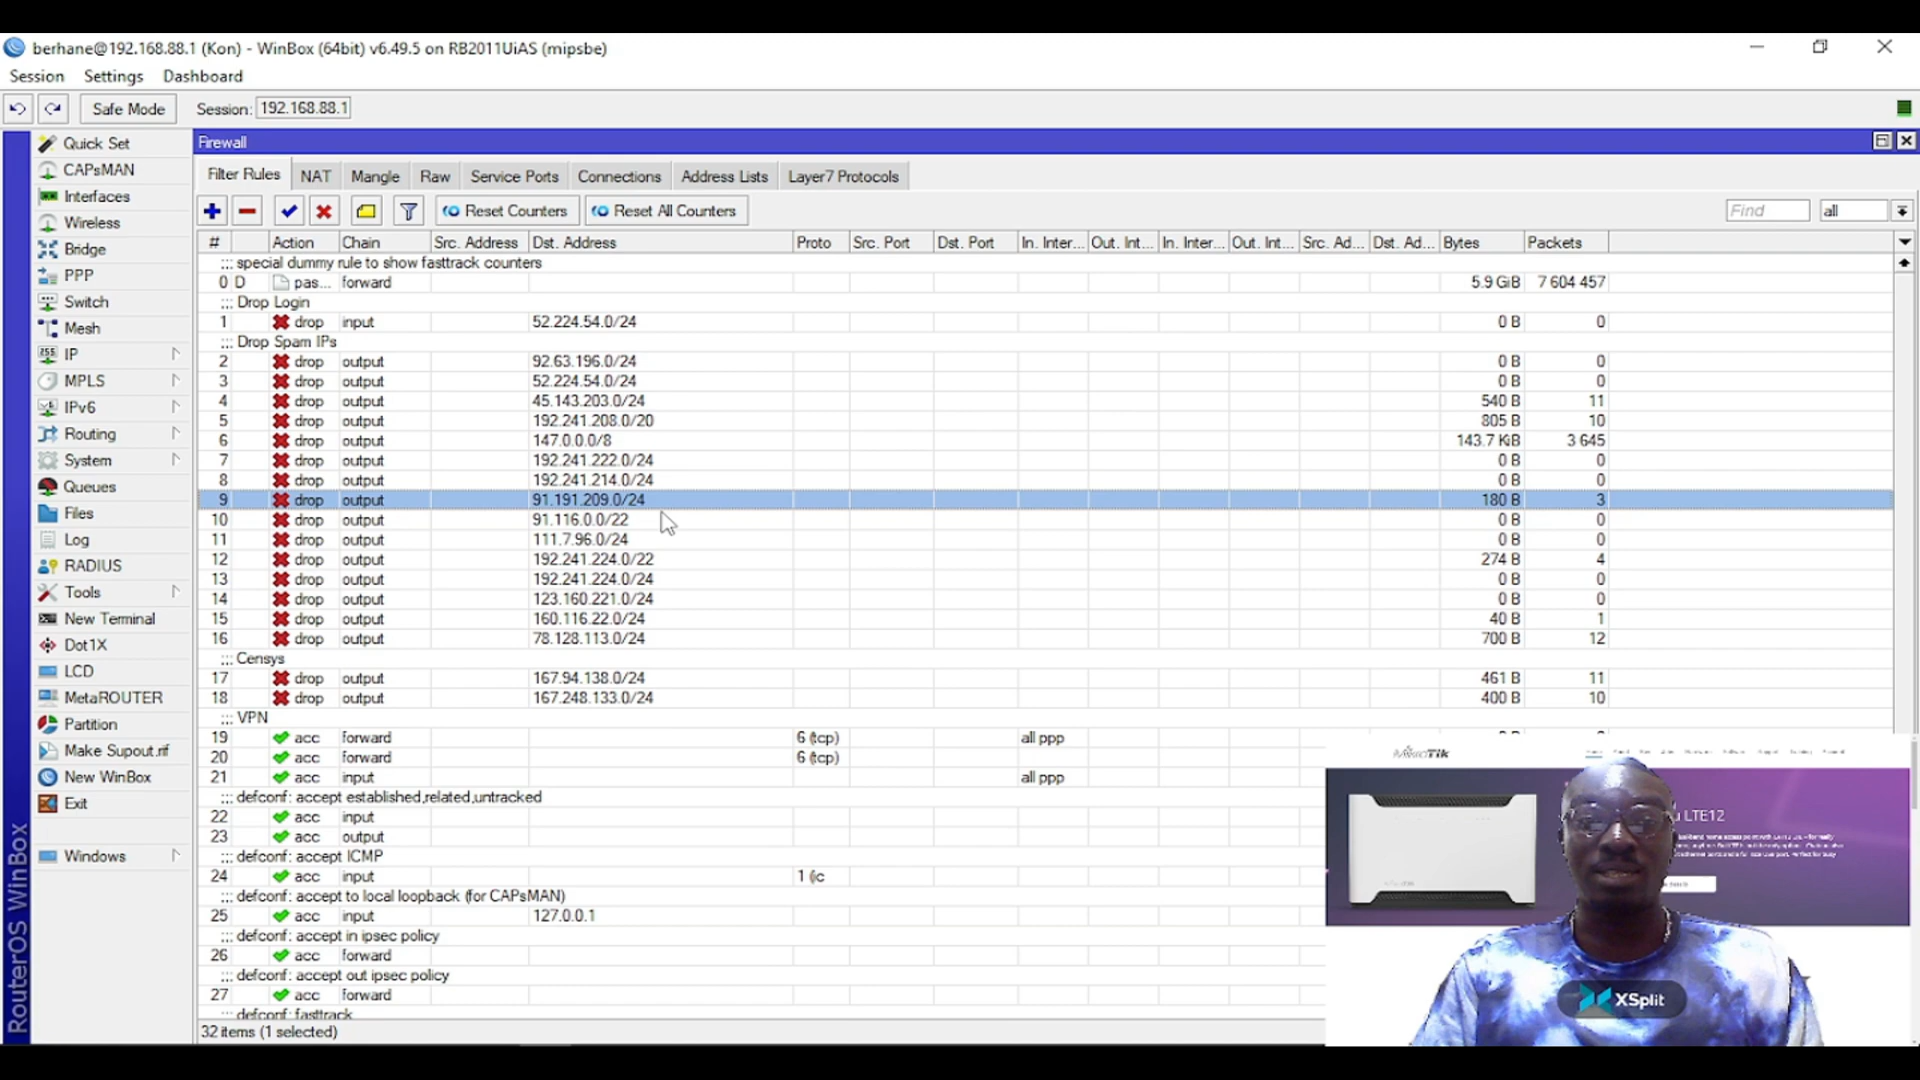 berhane@192.168.88.1 (Kon) - WinBox (64bit) v6.49.5 on RB2011UiAS (mipsbe)
Session Settings Dashboard
Safe Mode Session: 192.168.88.1
Quick Set
CAPsMAN
Interfaces
Wireless
Bridge
PPP
Switch
Mesh
IP
MPLS
IPv6
Routing
System
Queues
Files
Log
RADIUS
Tools
New Terminal
Dot1X
LCD
MetaROUTER
Partition
Make Supout.rif
New WinBox
Exit
Windows
RouterOS WinBox
Firewall
Filter Rules NAT Mangle Raw Service Ports Connections Address Lists Layer7 Protocols
Reset Counters Reset All Counters Find all
# Action Chain Src. Address Dst. Address Proto Src. Port Dst. Port In. Inter... Out. Int... In. Inter... Out. Int... Src. Ad... Dst. Ad... Bytes Packets
::: special dummy rule to show fasttrack counters
0 D pas... forward 5.9 GiB 7 604 457
::: Drop Login
1 drop input 52.224.54.0/24 0 B 0
::: Drop Spam IPs
2 drop output 92.63.196.0/24 0 B 0
3 drop output 52.224.54.0/24 0 B 0
4 drop output 45.143.203.0/24 540 B 11
5 drop output 192.241.208.0/20 805 B 10
6 drop output 147.0.0.0/8 143.7 KiB 3 645
7 drop output 192.241.222.0/24 0 B 0
8 drop output 192.241.214.0/24 0 B 0
9 drop output 91.191.209.0/24 180 B 3
10 drop output 91.116.0.0/22 0 B 0
11 drop output 111.7.96.0/24 0 B 0
12 drop output 192.241.224.0/22 274 B 4
13 drop output 192.241.224.0/24 0 B 0
14 drop output 123.160.221.0/24 0 B 0
15 drop output 160.116.22.0/24 40 B 1
16 drop output 78.128.113.0/24 700 B 12
::: Censys
17 drop output 167.94.138.0/24 461 B 11
18 drop output 167.248.133.0/24 400 B 10
::: VPN
19 acc forward 6 (tcp) all ppp
20 acc forward 6 (tcp)
21 acc input all ppp
::: defconf: accept established,related,untracked
22 acc input
23 acc output
::: defconf: accept ICMP
24 acc input 1 (ic
::: defconf: accept to local loopback (for CAPsMAN)
25 acc input 127.0.0.1
::: defconf: accept in ipsec policy
26 acc forward
::: defconf: accept out ipsec policy
27 acc forward
::: defconf: fasttrack
32 items (1 selected)
MikroTik
LTE12
XSplit